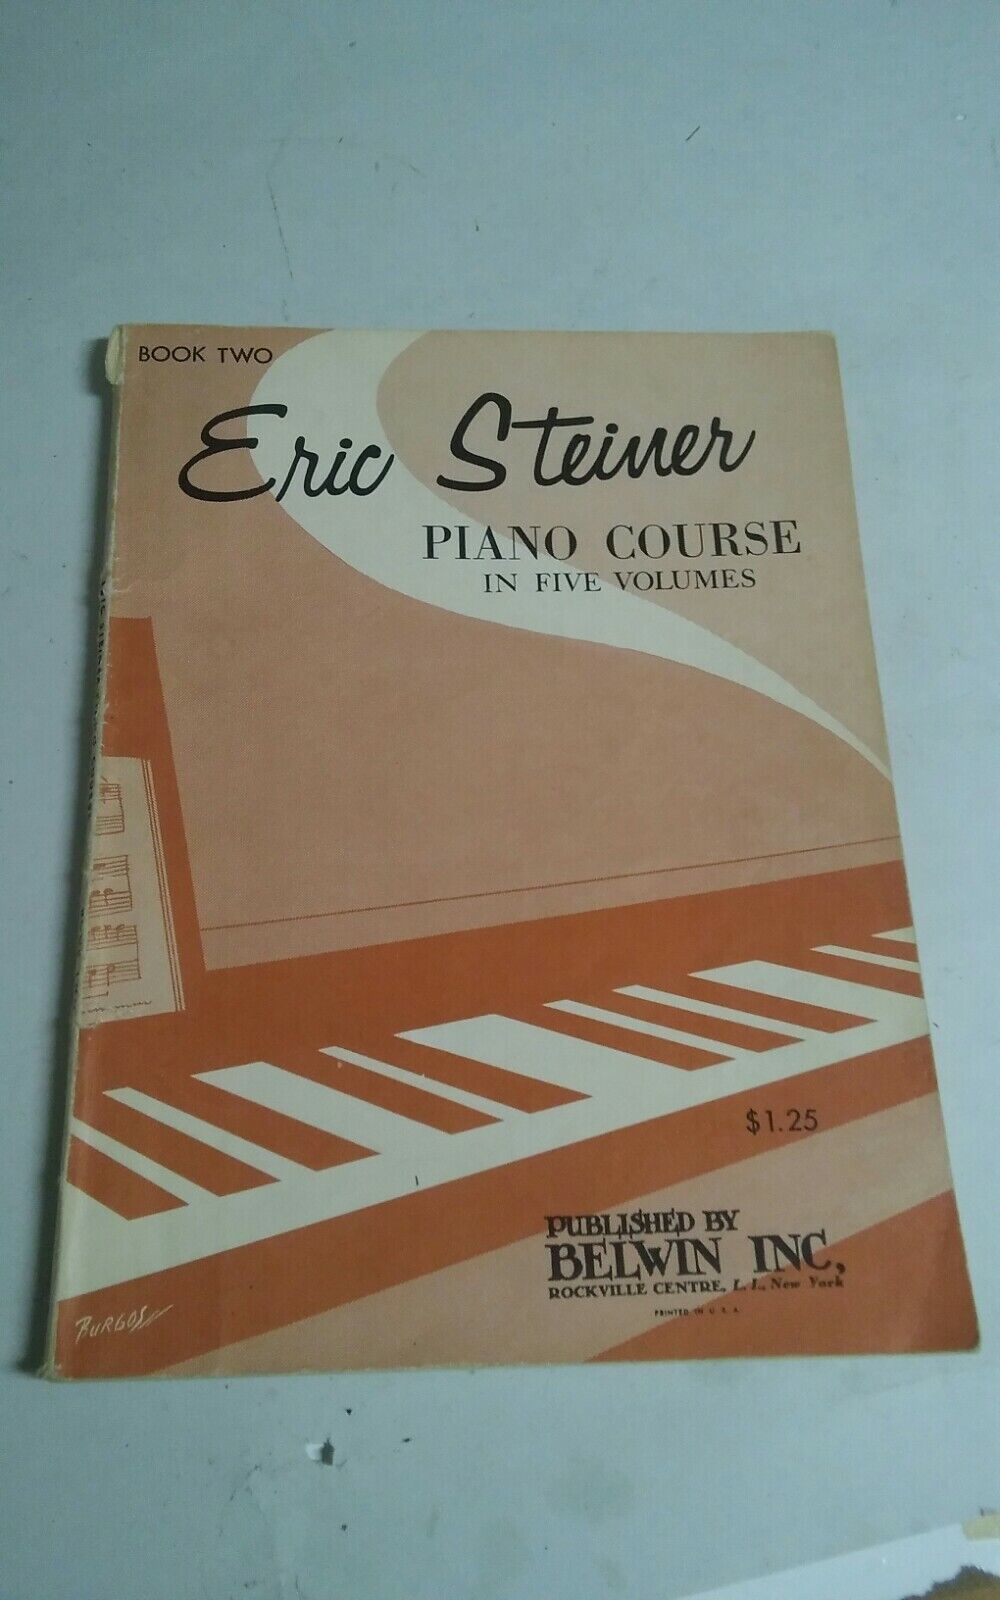 BOOK TWO
Eric Steiner
PIANO COURSE
IN FIVE VOLUMES
$1.25
PUBLISHED BY
BELWIN INC,
ROCKVILLE CENTRE, L. I., New York
PRINTED IN U. S. A.
BURGOS